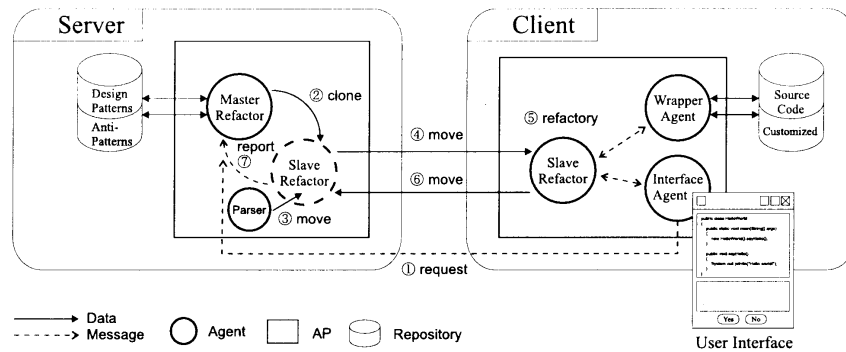 Server
Client
Design
Patterns
Anti-
Patterns
Master
Refactor
② clone
report
⑦
Slave
Refactor
Parser
③ move
④ move
⑥ move
⑤ refactory
Slave
Refactor
Wrapper
Agent
Interface
Agent
Source
Code
Customized
① request
Data
Message
Agent
AP
Repository
Yes
No
User Interface